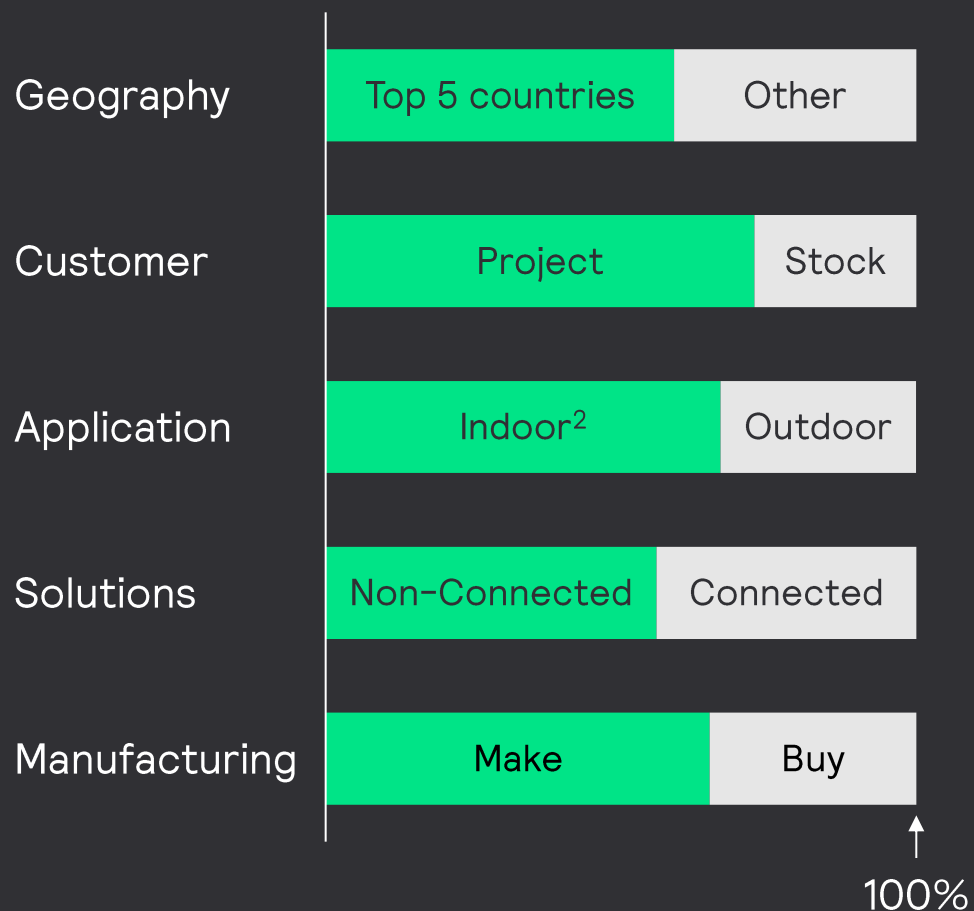 Geography
Top 5 countries
Other
Customer
Project
Stock
Application
Indoor²
Outdoor
Solutions
Non-Connected
Connected
Manufacturing
Make
Buy
100%